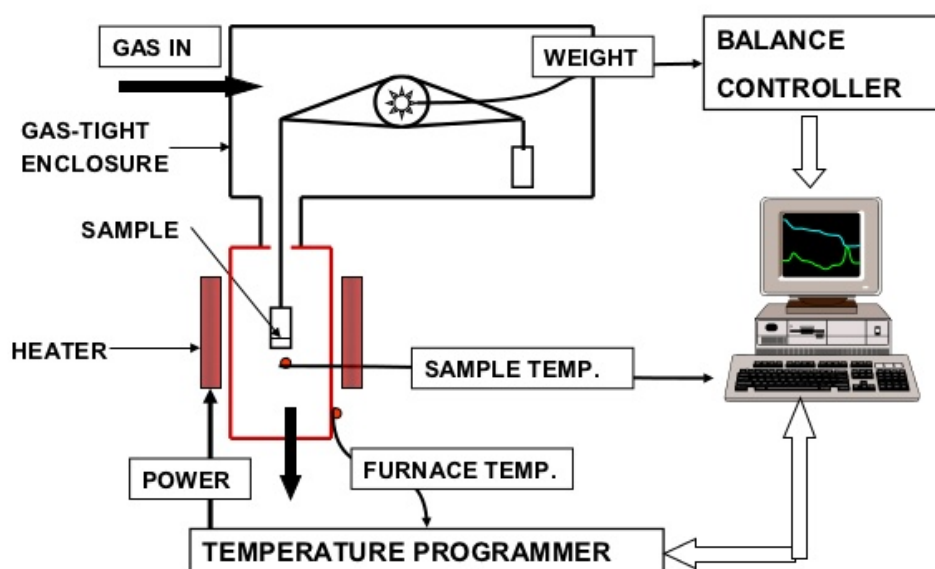 GAS IN
WEIGHT
BALANCE
CONTROLLER
GAS-TIGHT
ENCLOSURE
SAMPLE
HEATER
SAMPLE TEMP.
POWER
FURNACE TEMP.
TEMPERATURE PROGRAMMER